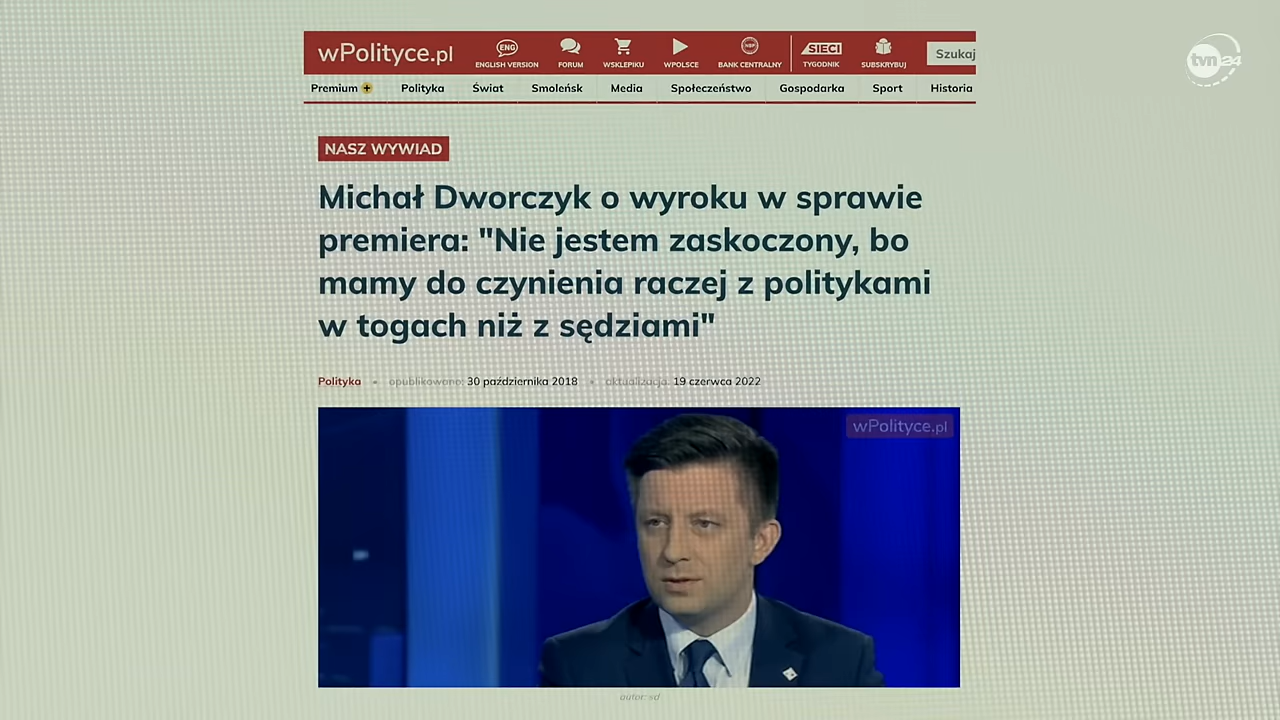 wPolityce.pl
ENG
ENGLISH VERSION
FORUM
WSKLEPIKU
WPOLSCE
NBP
BANK CENTRALNY
SIECI
TYGODNIK
SUBSKRYBUJ
Szukaj
tvn24
Premium +
Polityka
Świat
Smoleńsk
Media
Społeczeństwo
Gospodarka
Sport
Historia
NASZ WYWIAD
Michał Dworczyk o wyroku w sprawie
premiera: "Nie jestem zaskoczony, bo
mamy do czynienia raczej z politykami
w togach niż z sędziami"
Polityka • opublikowano: 30 października 2018 • aktualizacja: 19 czerwca 2022
wPolityce.pl
autor: sd